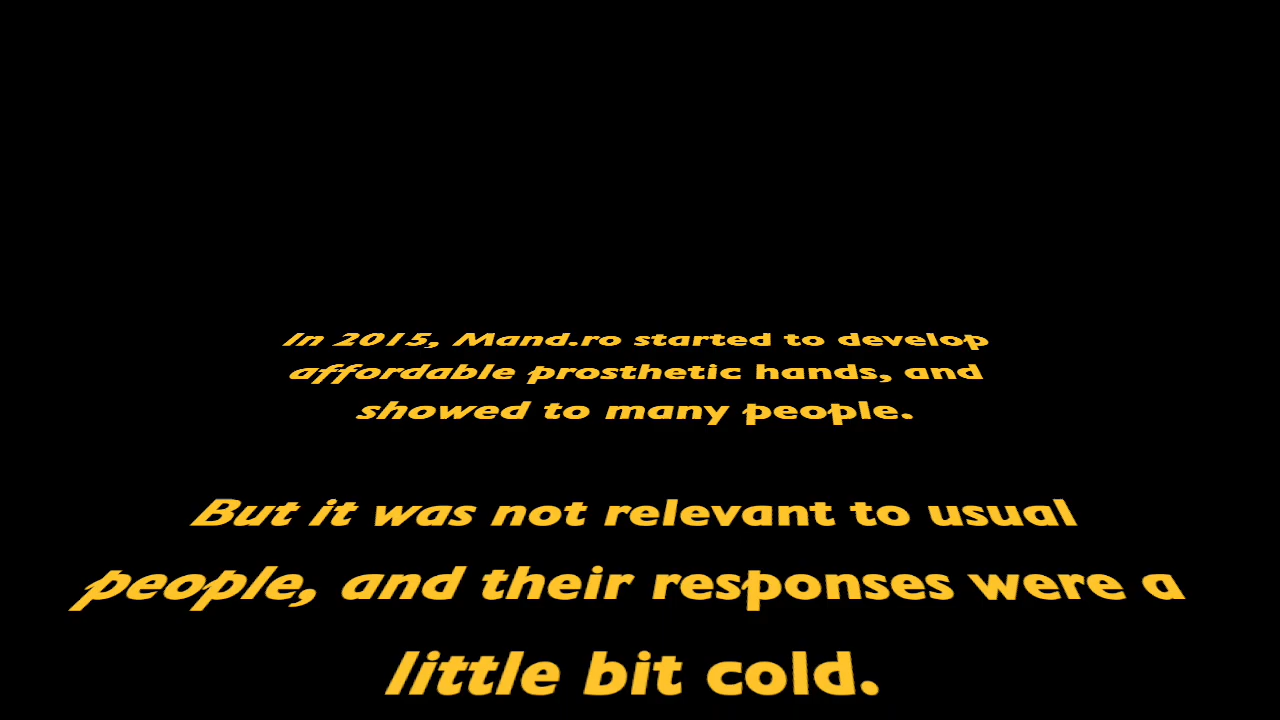 In 2015, Mand.ro started to develop
affordable prosthetic hands, and
showed to many people.
But it was not relevant to usual
people, and their responses were a
little bit cold.